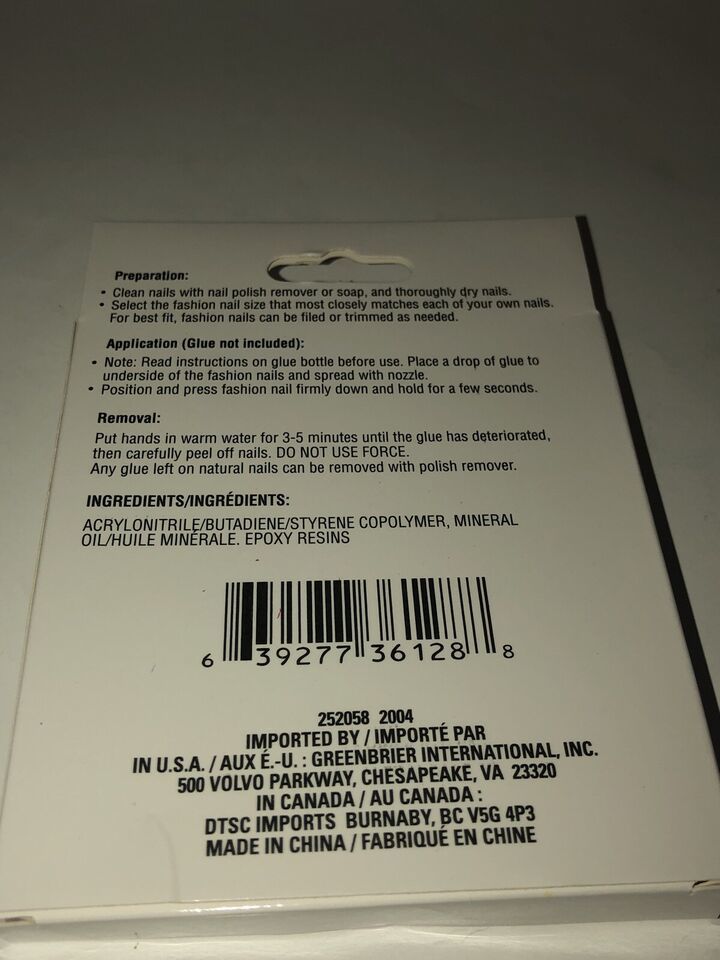 Preparation:
• Clean nails with nail polish remover or soap, and thoroughly dry nails.
• Select the fashion nail size that most closely matches each of your own nails.
For best fit, fashion nails can be filed or trimmed as needed.
Application (Glue not included):
• Note: Read instructions on glue bottle before use. Place a drop of glue to
underside of the fashion nails and spread with nozzle.
• Position and press fashion nail firmly down and hold for a few seconds.
Removal:
Put hands in warm water for 3-5 minutes until the glue has deteriorated,
then carefully peel off nails. DO NOT USE FORCE.
Any glue left on natural nails can be removed with polish remover.
INGREDIENTS/INGRÉDIENTS:
ACRYLONITRILE/BUTADIENE/STYRENE COPOLYMER, MINERAL
OIL/HUILE MINÉRALE. EPOXY RESINS
6 39277 36128 8
252058 2004
IMPORTED BY / IMPORTÉ PAR
IN U.S.A. / AUX É.-U. : GREENBRIER INTERNATIONAL, INC.
500 VOLVO PARKWAY, CHESAPEAKE, VA 23320
IN CANADA / AU CANADA :
DTSC IMPORTS BURNABY, BC V5G 4P3
MADE IN CHINA / FABRIQUÉ EN CHINE